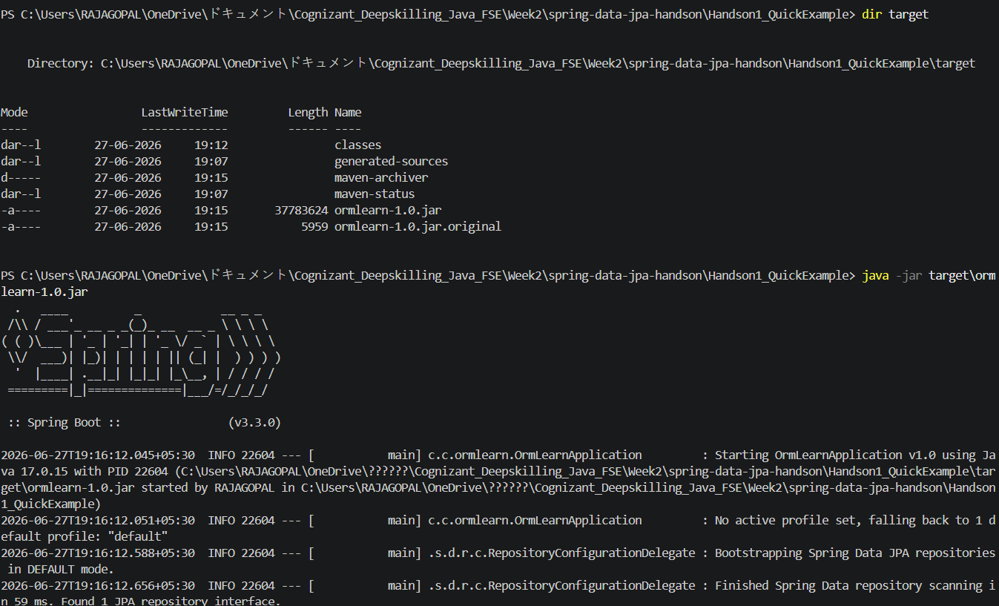 PS C:\Users\RAJAGOPAL\OneDrive\ドキュメント\Cognizant_Deepskilling_Java_FSE\Week2\spring-data-jpa-handson\Handson1_QuickExample> dir target
    Directory: C:\Users\RAJAGOPAL\OneDrive\ドキュメント\Cognizant_Deepskilling_Java_FSE\Week2\spring-data-jpa-handson\Handson1_QuickExample\target
Mode                 LastWriteTime         Length Name
----                 -------------         ------ ----
dar--l        27-06-2026     19:12                classes
dar--l        27-06-2026     19:07                generated-sources
d-----        27-06-2026     19:15                maven-archiver
dar--l        27-06-2026     19:07                maven-status
-a----        27-06-2026     19:15       37783624 ormlearn-1.0.jar
-a----        27-06-2026     19:15           5959 ormlearn-1.0.jar.original
PS C:\Users\RAJAGOPAL\OneDrive\ドキュメント\Cognizant_Deepskilling_Java_FSE\Week2\spring-data-jpa-handson\Handson1_QuickExample> java -jar target\orm
learn-1.0.jar
  .   ____          _            __ _ _
 /\\ / ___'_ __ _ _(_)_ __  __ _ \ \ \ \
( ( )\___ | '_ | '_| | '_ \/ _` | \ \ \ \
 \\/  ___)| |_)| | | | | || (_| |  ) ) ) )
  '  |____| .__|_| |_|_| |_\__, | / / / /
 =========|_|==============|___/=/_/_/_/
 :: Spring Boot ::                (v3.3.0)
2026-06-27T19:16:12.045+05:30  INFO 22604 --- [           main] c.c.ormlearn.OrmLearnApplication         : Starting OrmLearnApplication v1.0 using Ja
va 17.0.15 with PID 22604 (C:\Users\RAJAGOPAL\OneDrive\??????\Cognizant_Deepskilling_Java_FSE\Week2\spring-data-jpa-handson\Handson1_QuickExample\tar
get\ormlearn-1.0.jar started by RAJAGOPAL in C:\Users\RAJAGOPAL\OneDrive\??????\Cognizant_Deepskilling_Java_FSE\Week2\spring-data-jpa-handson\Handson
1_QuickExample)
2026-06-27T19:16:12.051+05:30  INFO 22604 --- [           main] c.c.ormlearn.OrmLearnApplication         : No active profile set, falling back to 1 d
efault profile: "default"
2026-06-27T19:16:12.588+05:30  INFO 22604 --- [           main] .s.d.r.c.RepositoryConfigurationDelegate : Bootstrapping Spring Data JPA repositories
 in DEFAULT mode.
2026-06-27T19:16:12.656+05:30  INFO 22604 --- [           main] .s.d.r.c.RepositoryConfigurationDelegate : Finished Spring Data repository scanning i
n 59 ms. Found 1 JPA repository interface.